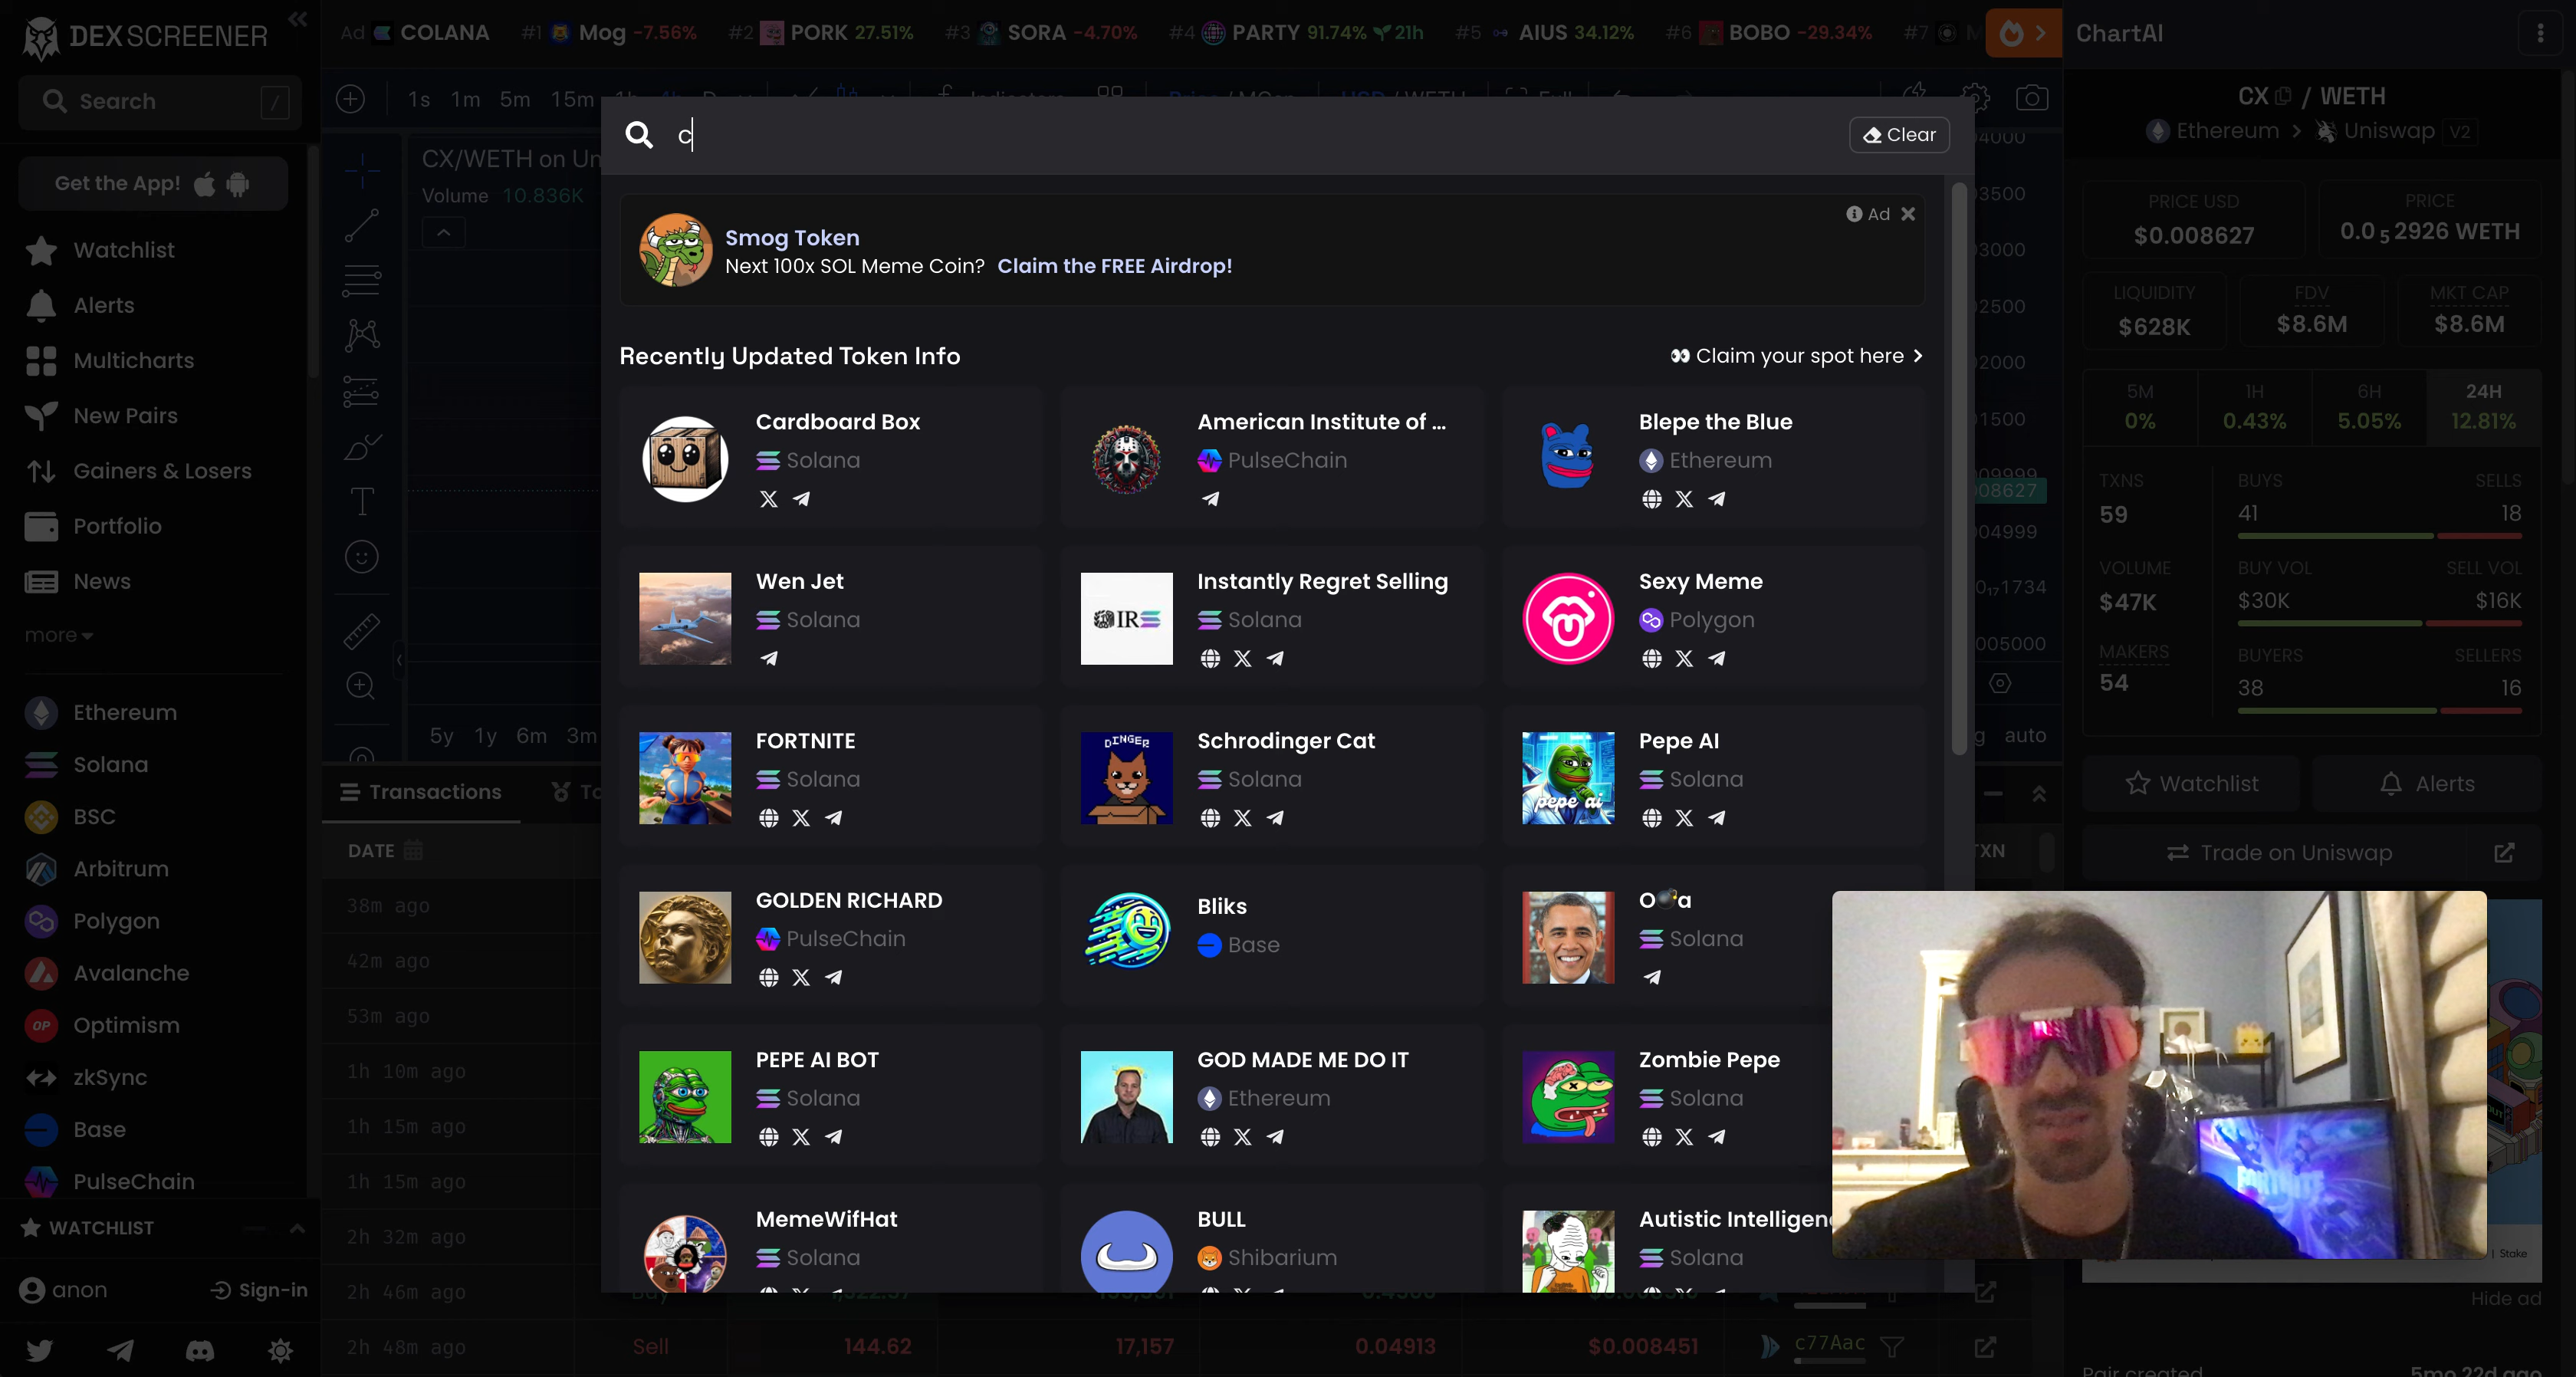 DEX SCREENER
Search /
Get the App!
Watchlist
Alerts
Multicharts
New Pairs
Gainers & Losers
Portfolio
News
more
Ethereum
Solana
BSC
Arbitrum
Polygon
Avalanche
Optimism
zkSync
Base
PulseChain
WATCHLIST
anon Sign-in
Ad COLANA #1 Mog -7.56% #2 PORK 27.51% #3 SORA -4.70% #4 PARTY 91.74% 21h #5 AIUS 34.12% #6 BOBO -29.34% #7
1s 1m 5m 15m
CX/WETH on Un
Volume 10.836K
5y 1y 6m 3m
auto
Transactions
DATE
TXN
38m ago
42m ago
53m ago
1h 10m ago
1h 15m ago
1h 15m ago
2h 32m ago
2h 46m ago
2h 48m ago Sell 144.62 17,157 0.04913 $0.008451 c77Aac
c Clear
Smog Token
Next 100x SOL Meme Coin? Claim the FREE Airdrop!
Ad
Recently Updated Token Info
Claim your spot here
Cardboard Box
Solana
American Institute of ...
PulseChain
Blepe the Blue
Ethereum
Wen Jet
Solana
Instantly Regret Selling
Solana
IRS
Sexy Meme
Polygon
FORTNITE
Solana
DINGER
Schrodinger Cat
Solana
pepe ai
Pepe AI
Solana
GOLDEN RICHARD
PulseChain
Bliks
Base
O💣a
Solana
PEPE AI BOT
Solana
GOD MADE ME DO IT
Ethereum
Zombie Pepe
Solana
MemeWifHat
Solana
BULL
Shibarium
Autistic Intelligen
Solana
ChartAI
CX / WETH
Ethereum > Uniswap V2
PRICE USD
$0.008627
PRICE
0.0₅2926 WETH
LIQUIDITY
$628K
FDV
$8.6M
MKT CAP
$8.6M
5M
0%
1H
0.43%
6H
5.05%
24H
12.81%
TXNS
59
BUYS SELLS
41 18
VOLUME
$47K
BUY VOL SELL VOL
$30K $16K
MAKERS
54
BUYERS SELLERS
38 16
Watchlist
Alerts
Trade on Uniswap
| Stake
Hide ad
Pair created 5mo 22d ago